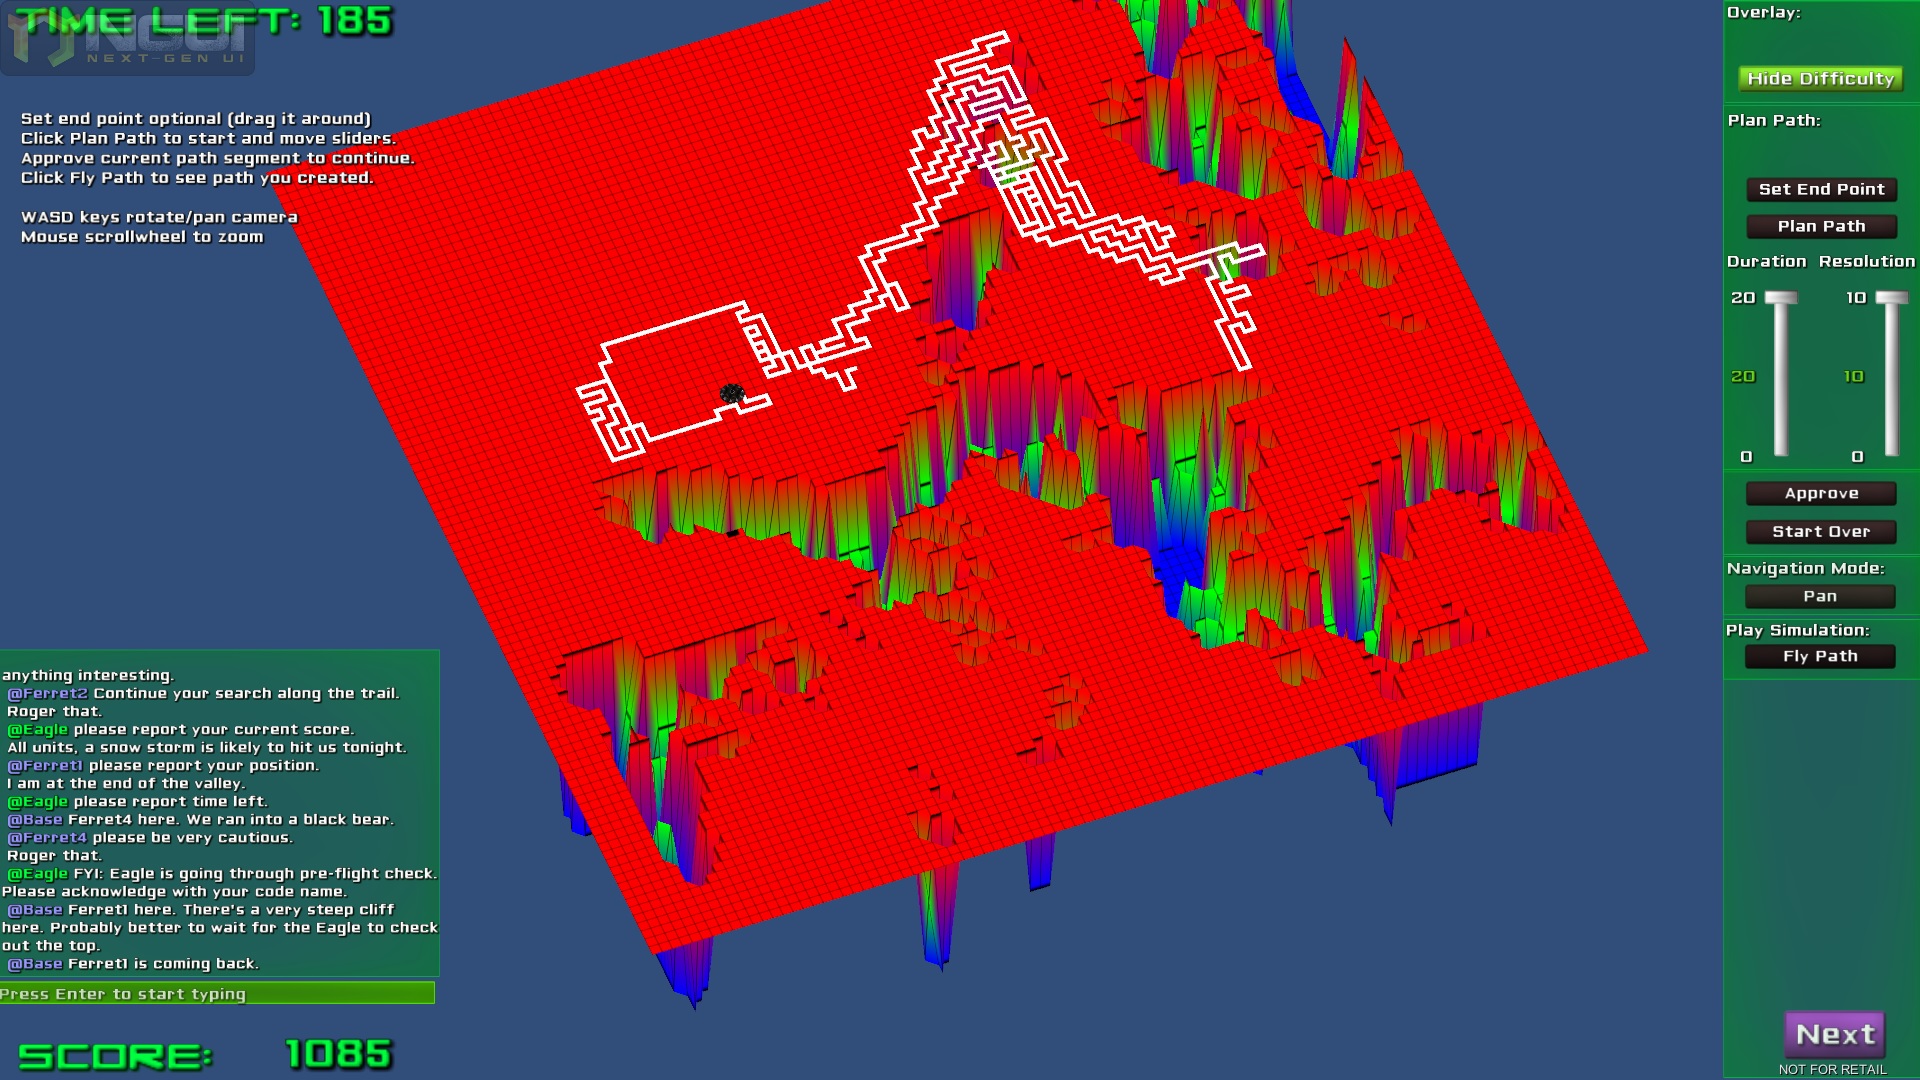 TIME LEFT: 185
NGUI
NEXT-GEN UI
Set end point optional (drag it around)
Click Plan Path to start and move sliders.
Approve current path segment to continue.
Click Fly Path to see path you created.
WASD keys rotate/pan camera
Mouse scrollwheel to zoom
anything interesting.
@Ferret2 Continue your search along the trail.
Roger that.
@Eagle please report your current score.
All units, a snow storm is likely to hit us tonight.
@Ferret1 please report your position.
I am at the end of the valley.
@Eagle please report time left.
@Base Ferret4 here. We ran into a black bear.
@Ferret4 please be very cautious.
Roger that.
@Eagle FYI: Eagle is going through pre-flight check.
Please acknowledge with your code name.
@Base Ferret1 here. There's a very steep cliff
here. Probably better to wait for the Eagle to check
out the top.
@Base Ferret1 is coming back.
Press Enter to start typing
SCORE: 1085
Overlay:
Hide Difficulty
Plan Path:
Set End Point
Plan Path
Duration Resolution
20 10
20 10
0 0
Approve
Start Over
Navigation Mode:
Pan
Play Simulation:
Fly Path
Next
NOT FOR RETAIL